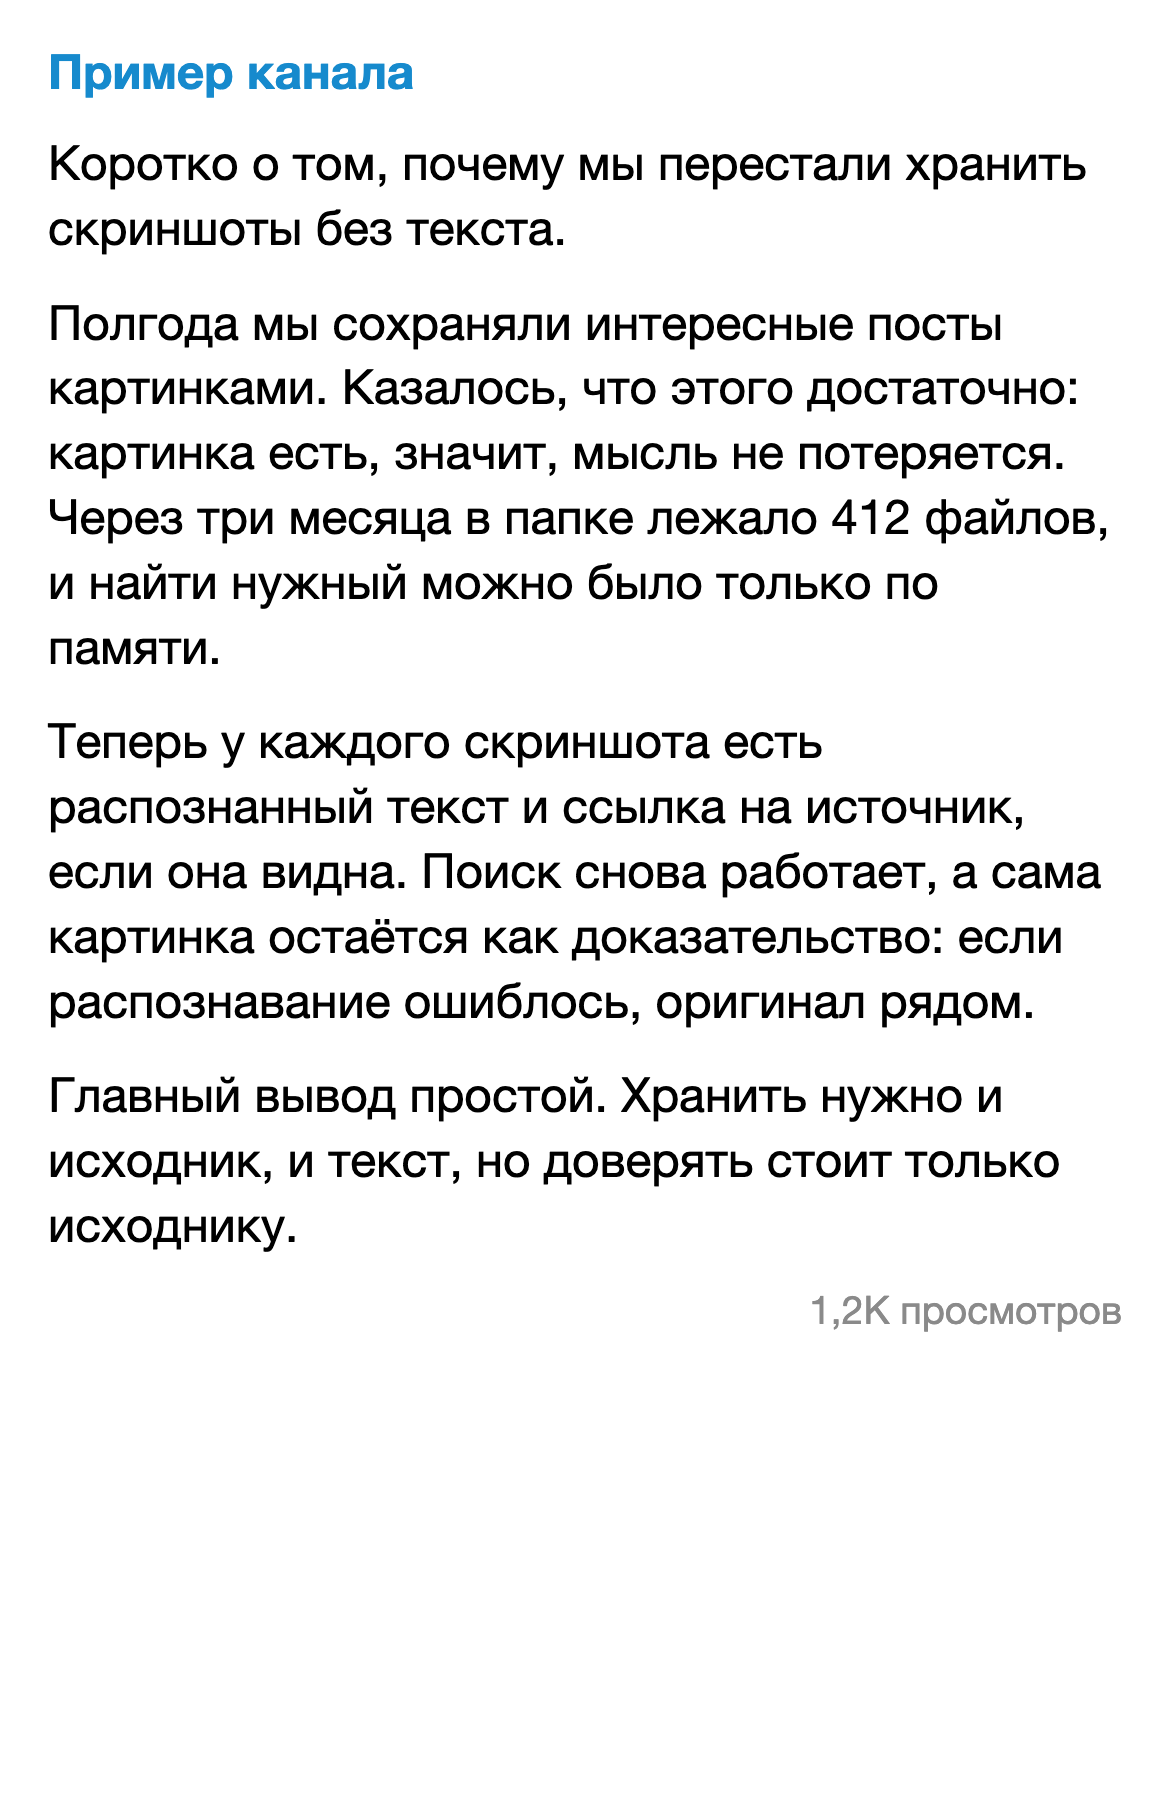 Пример канала
Коротко о том, почему мы перестали хранить
скриншоты без текста.
Полгода мы сохраняли интересные посты
картинками. Казалось, что этого достаточно:
картинка есть, значит, мысль не потеряется.
Через три месяца в папке лежало 412 файлов,
и найти нужный можно было только по
памяти.
Теперь у каждого скриншота есть
распознанный текст и ссылка на источник,
если она видна. Поиск снова работает, а сама
картинка остаётся как доказательство: если
распознавание ошиблось, оригинал рядом.
Главный вывод простой. Хранить нужно и
исходник, и текст, но доверять стоит только
исходнику.
1,2K просмотров